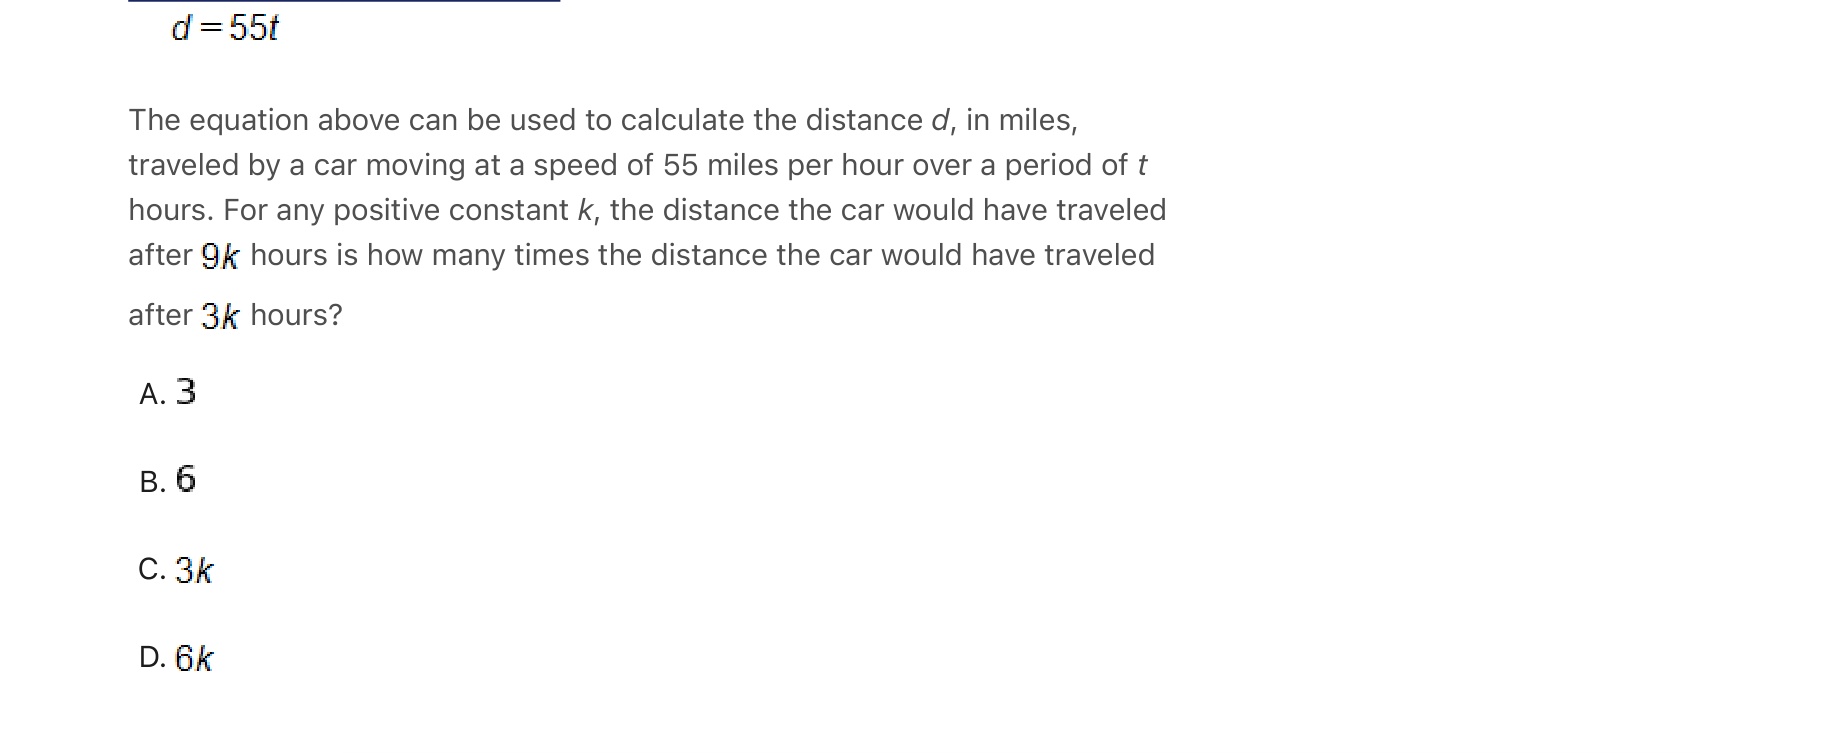 d = 55t
The equation above can be used to calculate the distance d, in miles,
traveled by a car moving at a speed of 55 miles per hour over a period of t
hours. For any positive constant k, the distance the car would have traveled
after 9k hours is how many times the distance the car would have traveled
after 3k hours?
A. 3
B. 6
C. 3k
D. 6k